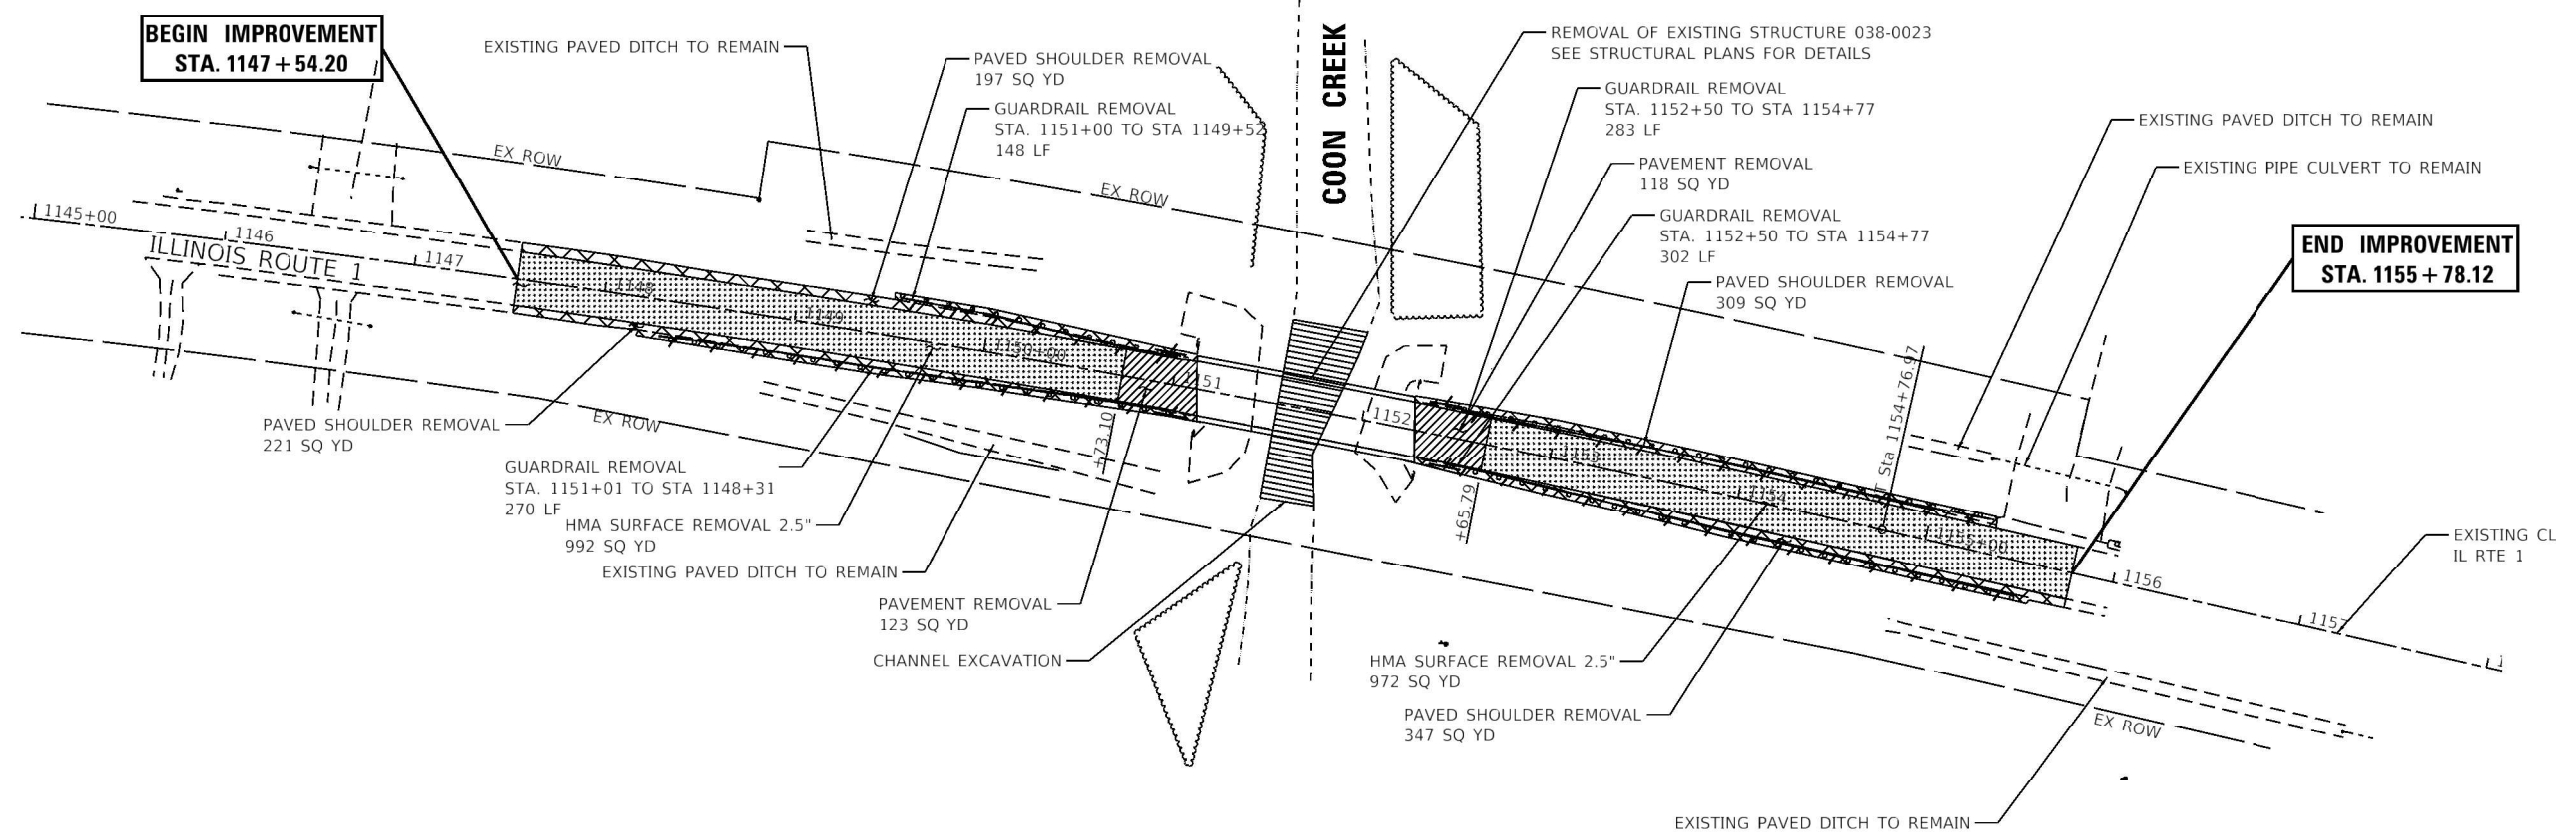 BEGIN IMPROVEMENT
STA. 1147+54.20
EXISTING PAVED DITCH TO REMAIN
PAVED SHOULDER REMOVAL
197 SQ YD
GUARDRAIL REMOVAL
STA. 1151+00 TO STA 1149+52
148 LF
COON CREEK
REMOVAL OF EXISTING STRUCTURE 038-0023
SEE STRUCTURAL PLANS FOR DETAILS
GUARDRAIL REMOVAL
STA. 1152+50 TO STA 1154+77
283 LF
PAVEMENT REMOVAL
118 SQ YD
GUARDRAIL REMOVAL
STA. 1152+50 TO STA 1154+77
302 LF
PAVED SHOULDER REMOVAL
309 SQ YD
EXISTING PAVED DITCH TO REMAIN
EXISTING PIPE CULVERT TO REMAIN
END IMPROVEMENT
STA. 1155+78.12
EX ROW
EX ROW
1145+00
1146
1147
ILLINOIS ROUTE 1
1148
1149
1150+00
1151
1152
1153
1154
1155+00
1156
1157
+73.10
+65.79
T Sta 1154+76.97
PAVED SHOULDER REMOVAL
221 SQ YD
EX ROW
GUARDRAIL REMOVAL
STA. 1151+01 TO STA 1148+31
270 LF
HMA SURFACE REMOVAL 2.5"
992 SQ YD
EXISTING PAVED DITCH TO REMAIN
PAVEMENT REMOVAL
123 SQ YD
CHANNEL EXCAVATION
HMA SURFACE REMOVAL 2.5"
972 SQ YD
PAVED SHOULDER REMOVAL
347 SQ YD
EXISTING CL
IL RTE 1
EX ROW
EXISTING PAVED DITCH TO REMAIN